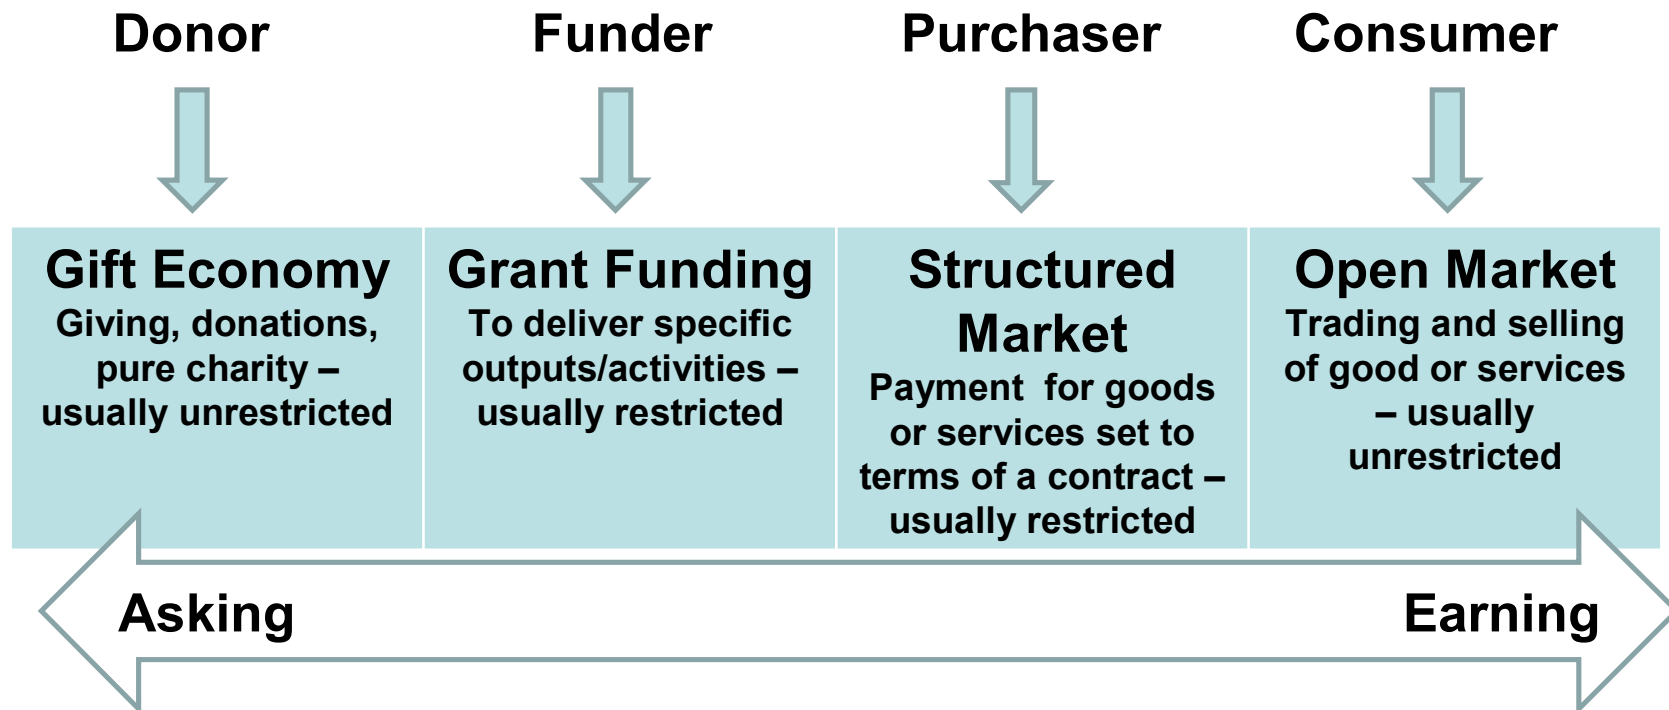 Donor
Funder
Purchaser
Consumer
Gift Economy
Giving, donations,
pure charity –
usually unrestricted
Grant Funding
To deliver specific
outputs/activities –
usually restricted
Structured
Market
Payment  for goods
or services set to
terms of a contract –
usually restricted
Open Market
Trading and selling
of good or services
– usually
unrestricted
Asking
Earning